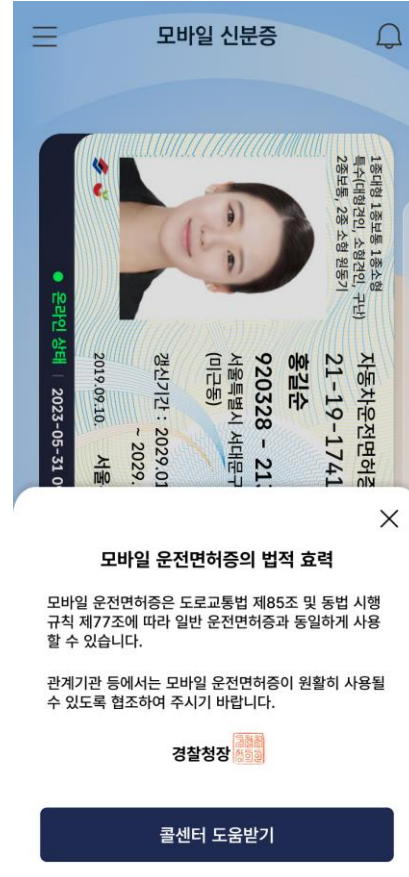 모바일 신분증
1종대형 1종보통 1종소형
특수(대형견인, 소형견인, 구난)
2종보통, 2종 소형 원동기
자동차운전면허증
21-19-1741
홍길순
920328 - 21
서울특별시 서대문구
(미근동)
갱신기간 : 2029.01
~ 2029.
2019.09.10. 서울
온라인 상태 | 2023-05-31 0
모바일 운전면허증의 법적 효력
모바일 운전면허증은 도로교통법 제85조 및 동법 시행
규칙 제77조에 따라 일반 운전면허증과 동일하게 사용
할 수 있습니다.
관계기관 등에서는 모바일 운전면허증이 원활히 사용될
수 있도록 협조하여 주시기 바랍니다.
경찰청장
콜센터 도움받기